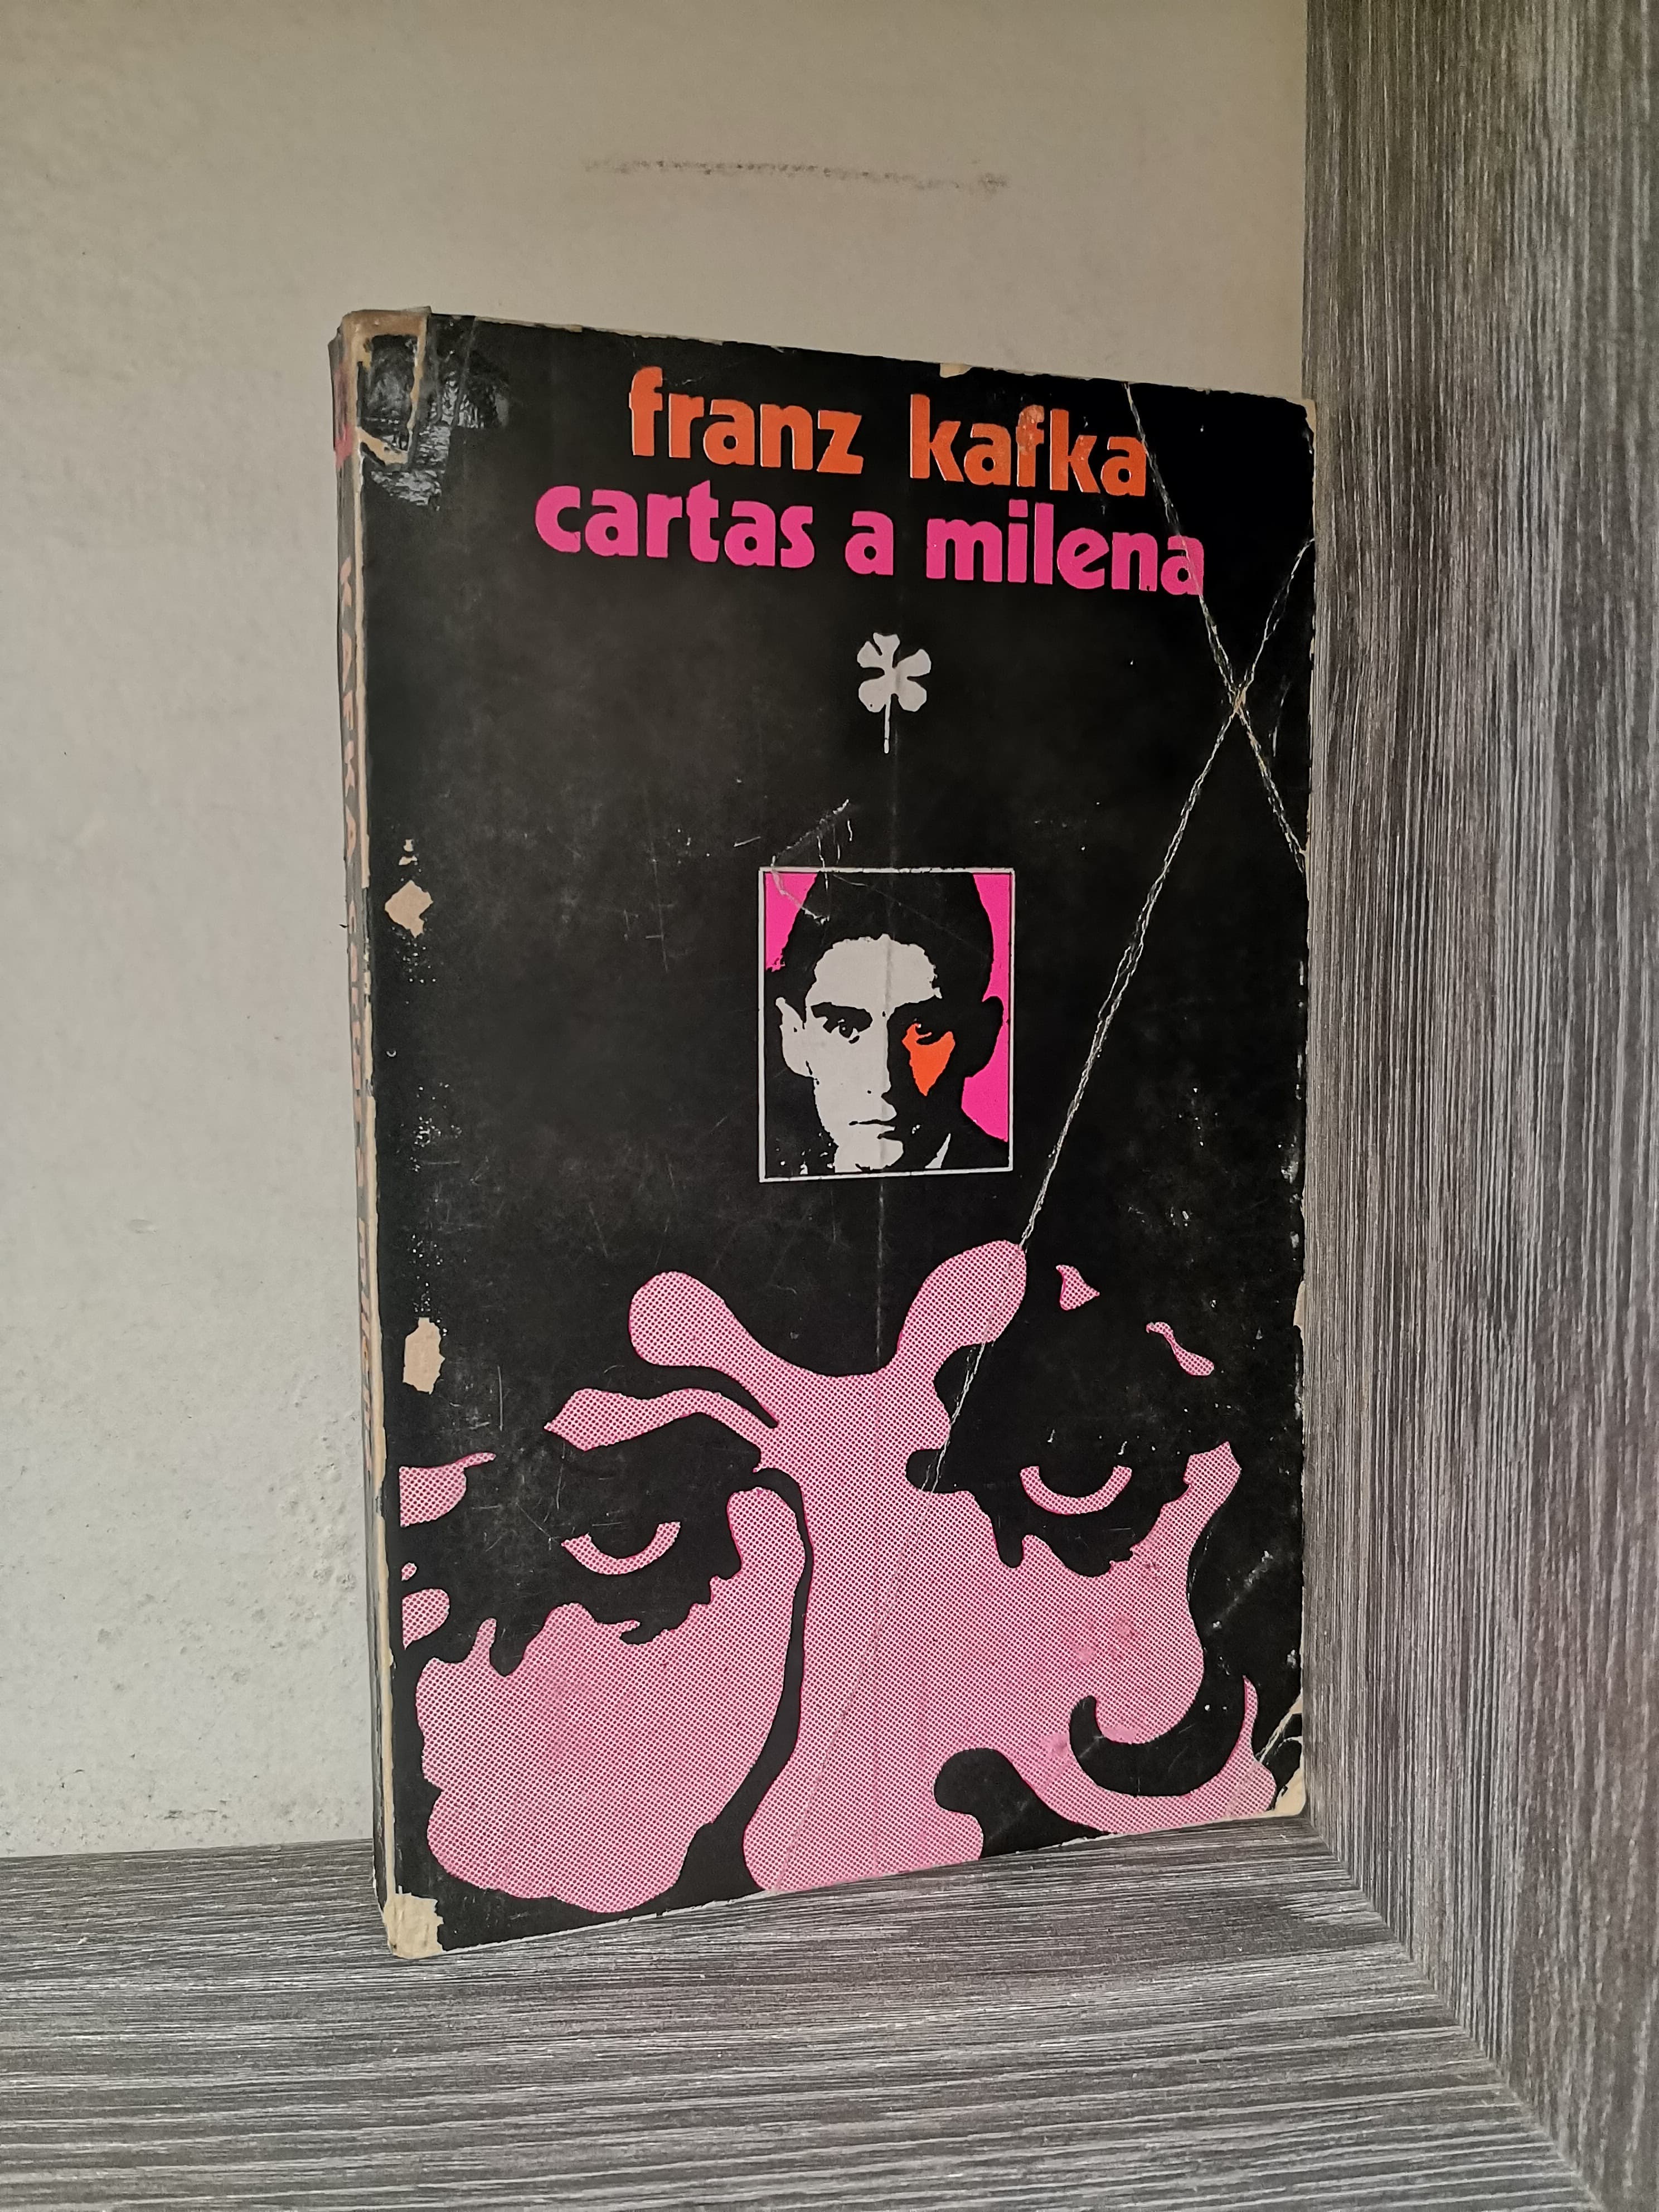 franz kafka
cartas a milena